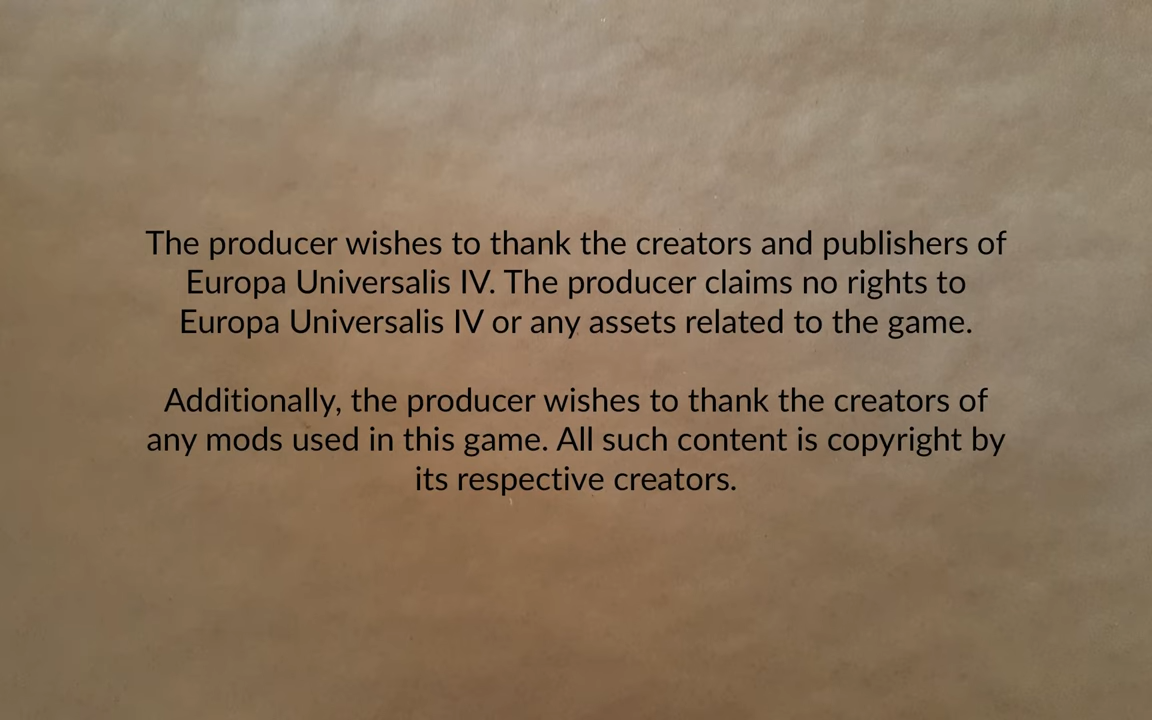 The producer wishes to thank the creators and publishers of
Europa Universalis IV. The producer claims no rights to
Europa Universalis IV or any assets related to the game.
Additionally, the producer wishes to thank the creators of
any mods used in this game. All such content is copyright by
its respective creators.